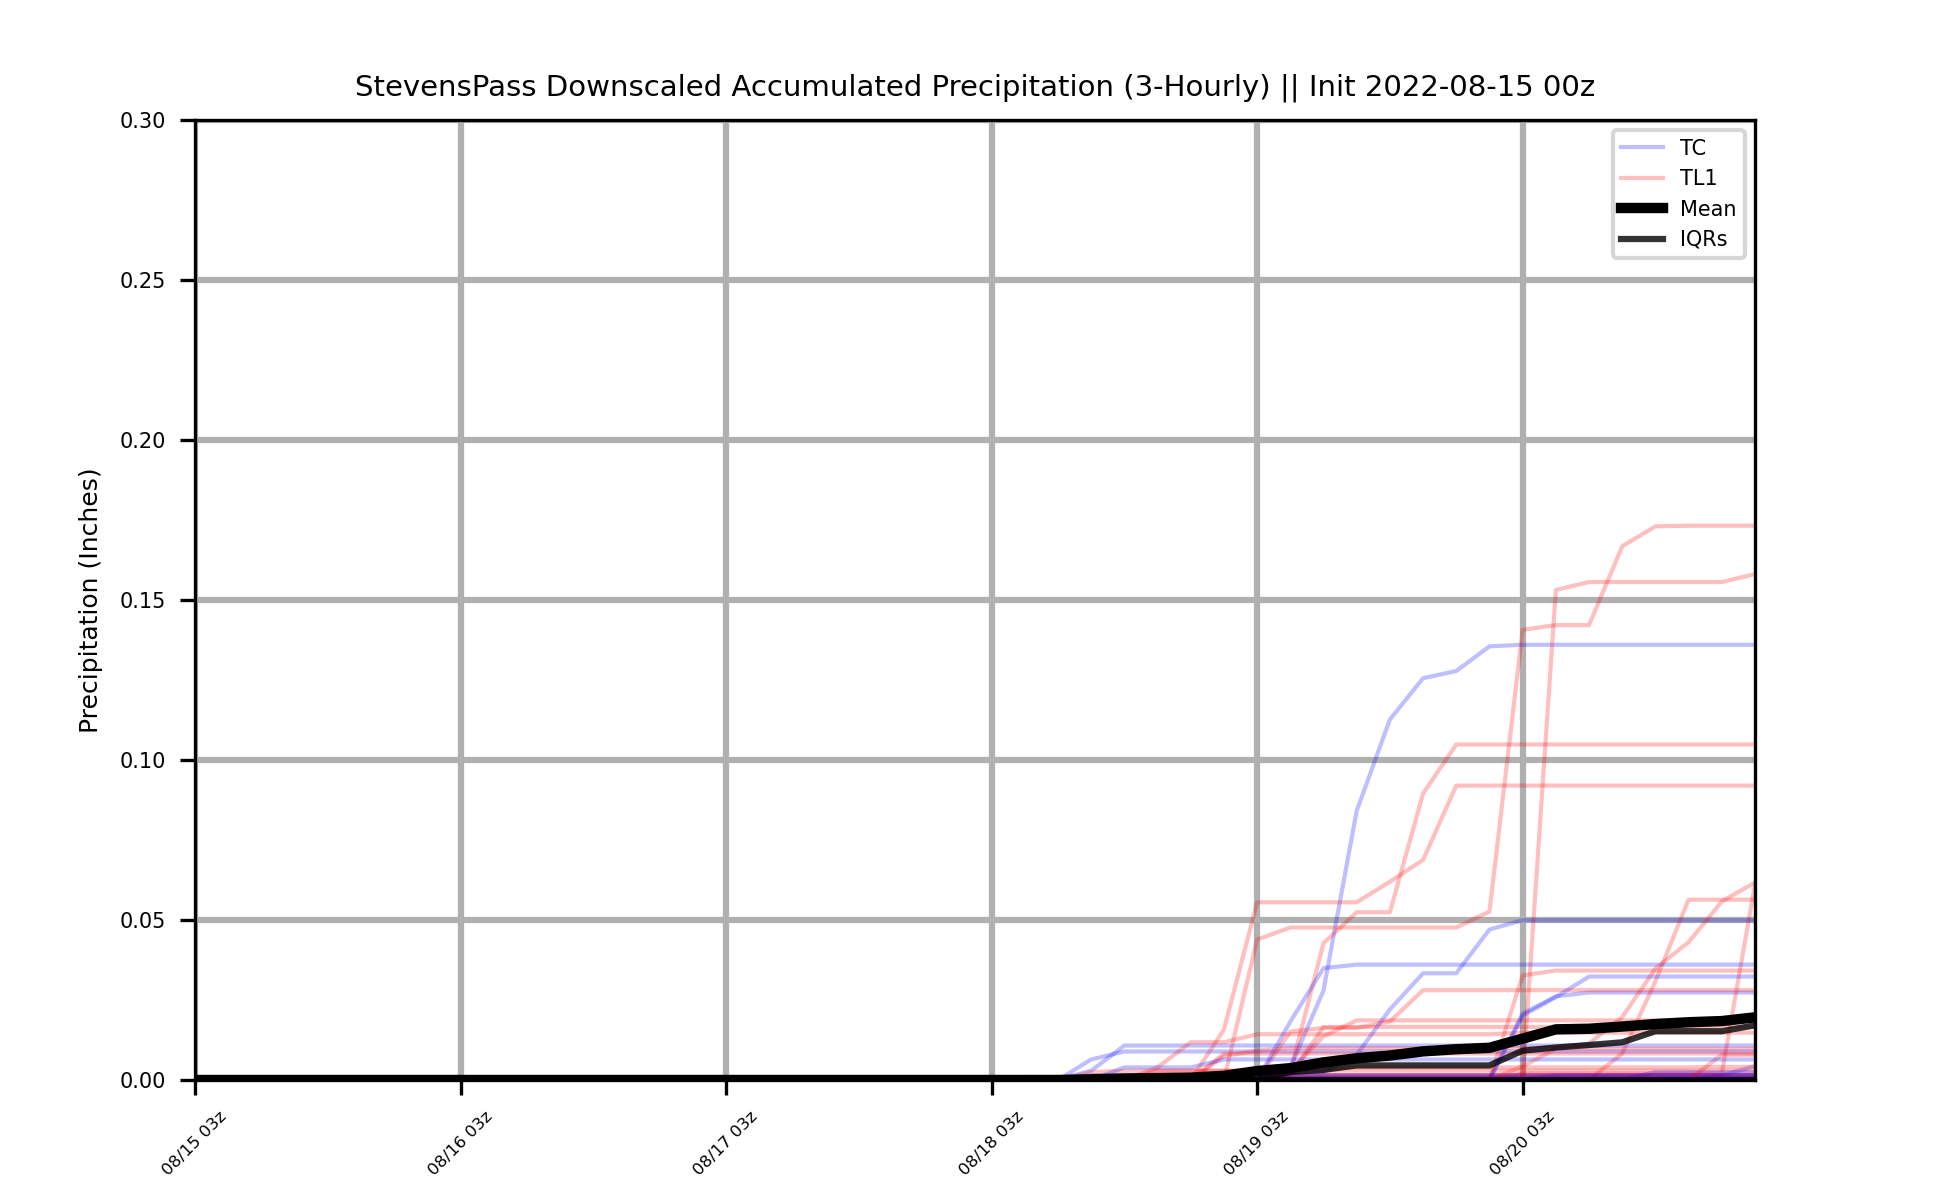 StevensPass Downscaled Accumulated Precipitation (3-Hourly) || Init 2022-08-15 00z
TC
TL1
Mean
IQRs
Precipitation (Inches)
0.30
0.25
0.20
0.15
0.10
0.05
0.00
08/15 03z
08/16 03z
08/17 03z
08/18 03z
08/19 03z
08/20 03z